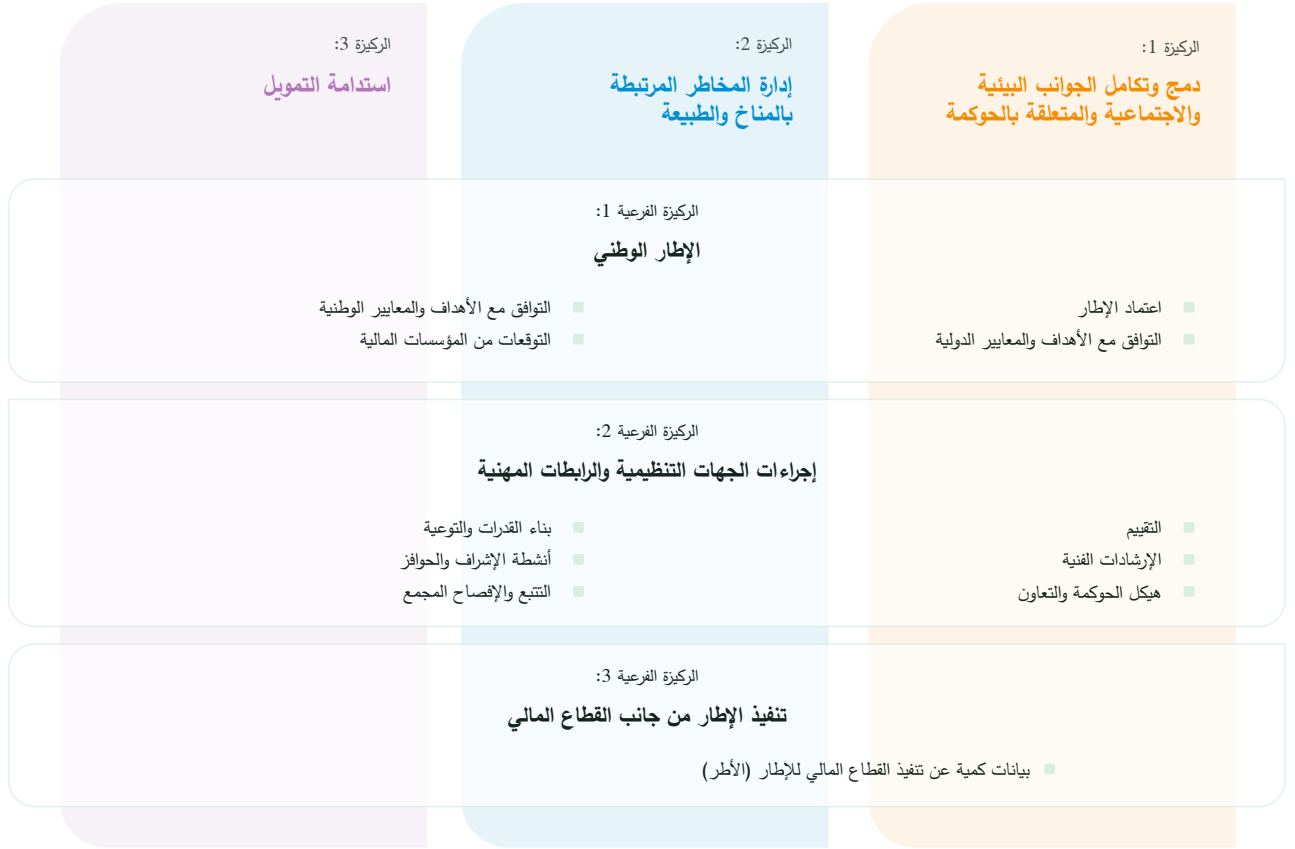 الركيزة 1:
دمج وتكامل الجوانب البيئية
والاجتماعية والمتعلقة بالحوكمة
الركيزة 2:
إدارة المخاطر المرتبطة
بالمناخ والطبيعة
الركيزة 3:
استدامة التمويل
الركيزة الفرعية 1:
الإطار الوطني
اعتماد الإطار
التوافق مع الأهداف والمعايير الدولية
التوافق مع الأهداف والمعايير الوطنية
التوقعات من المؤسسات المالية
الركيزة الفرعية 2:
إجراءات الجهات التنظيمية والرابطات المهنية
التقييم
الإرشادات الفنية
هيكل الحوكمة والتعاون
بناء القدرات والتوعية
أنشطة الإشراف والحوافز
التتبع والإفصاح المجمع
الركيزة الفرعية 3:
تنفيذ الإطار من جانب القطاع المالي
بيانات كمية عن تنفيذ القطاع المالي للإطار (الأطر)